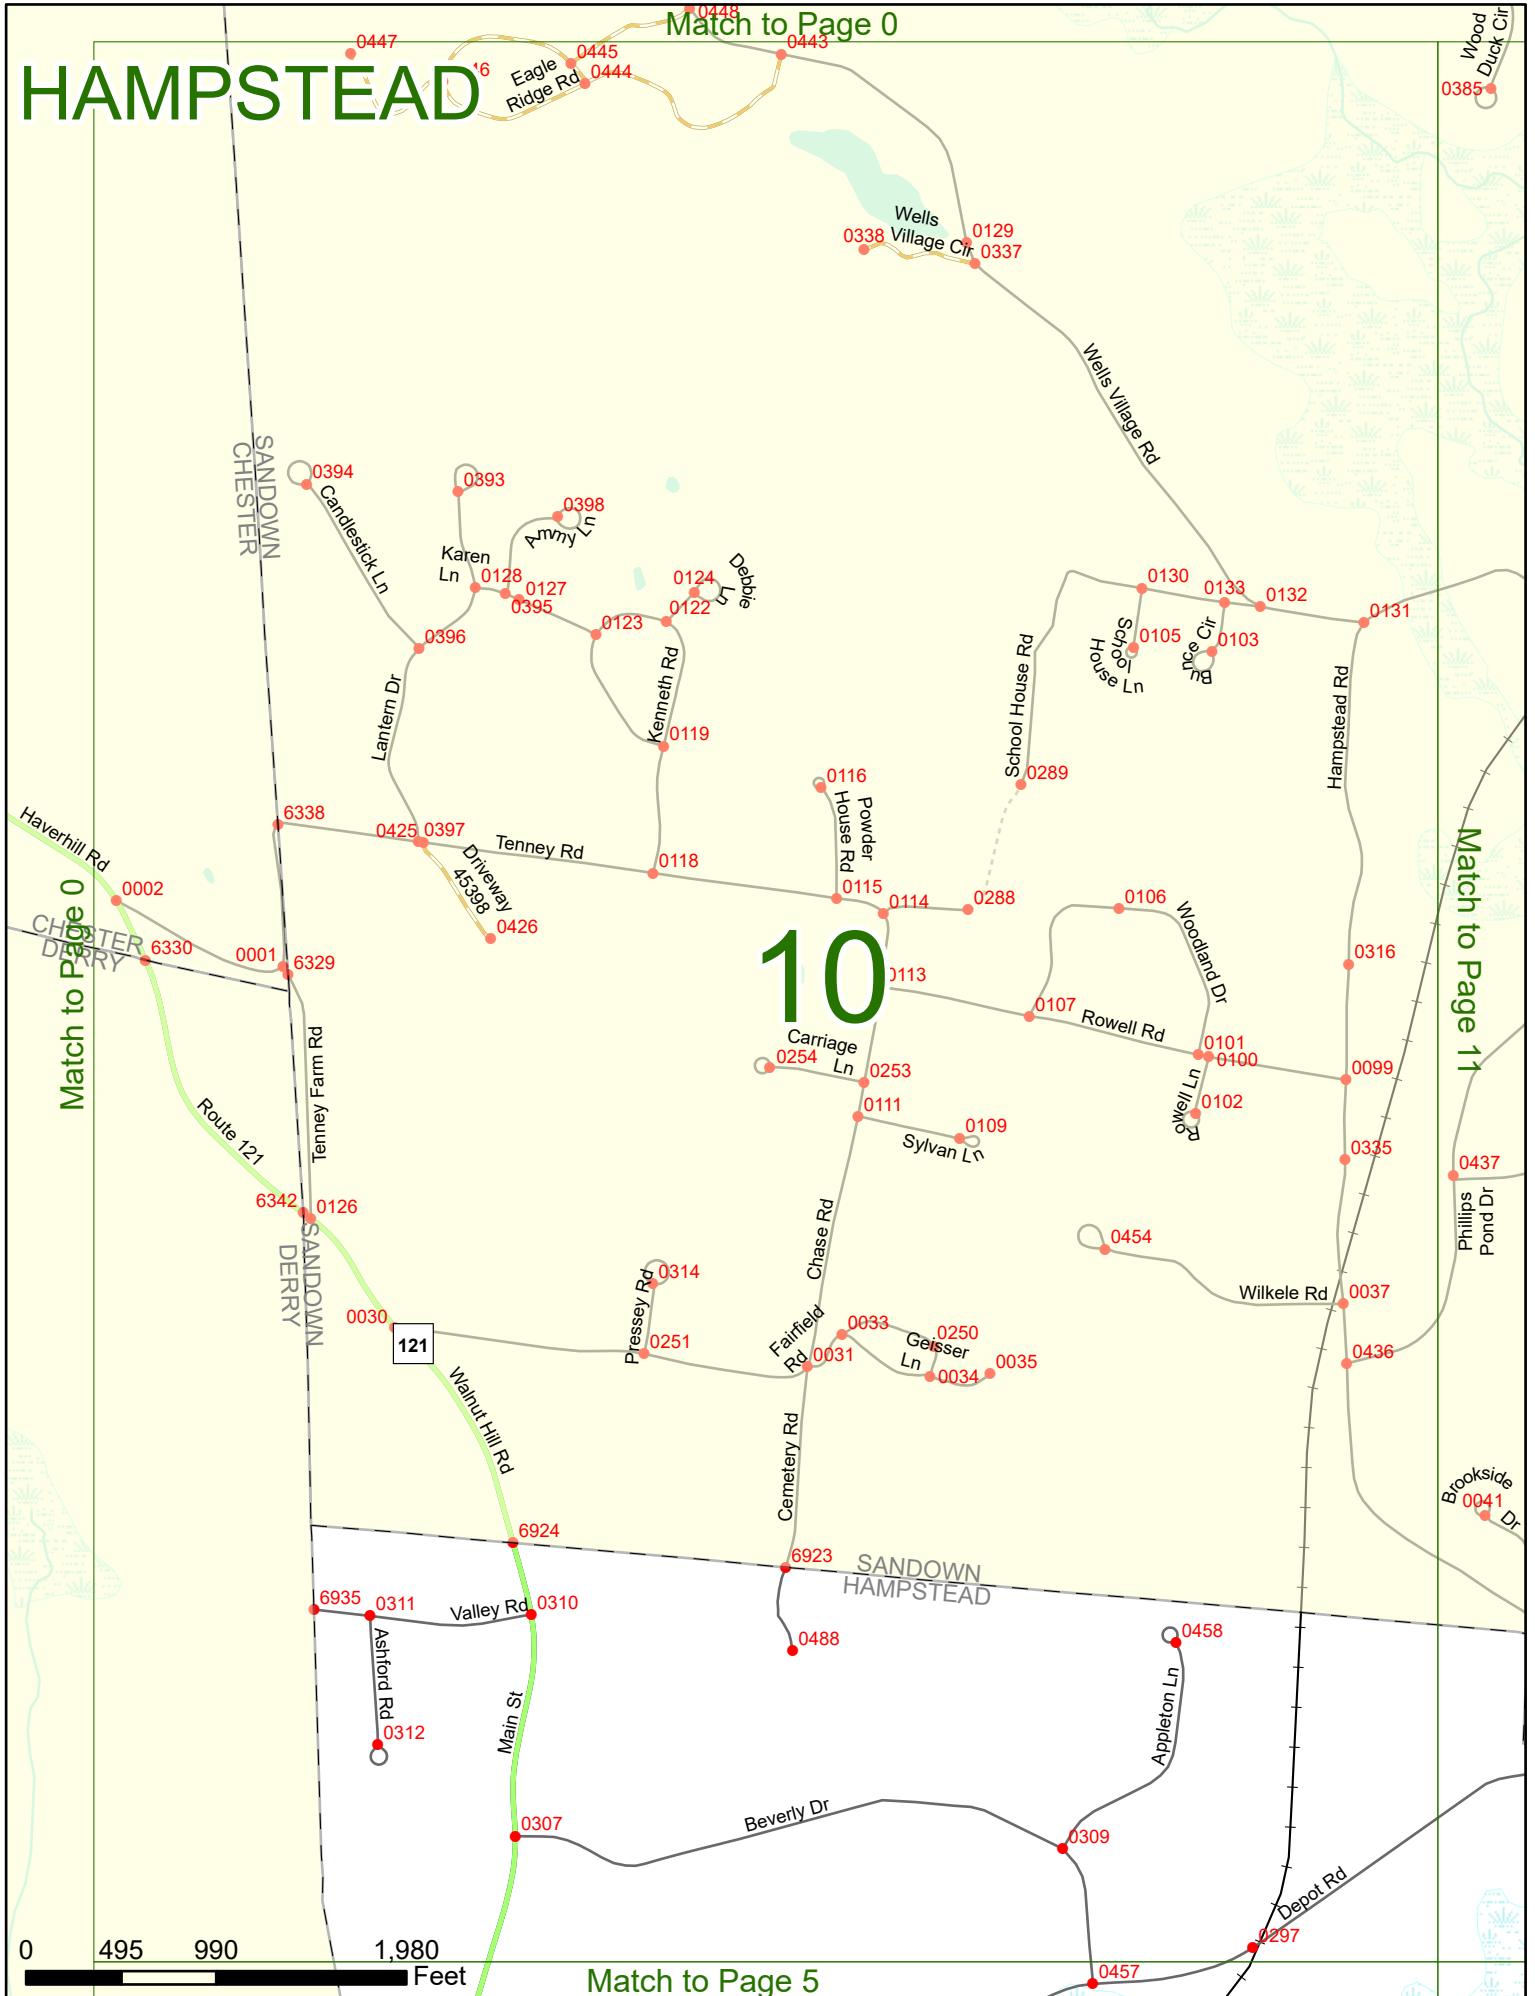 0448
Match to Page 0
Wood
Duck Cir
0447
0445
0443
HAMPSTEAD
46
Eagle
Ridge Rd
0444
0385
Wells
Village Cir
0338
0129
0337
Wells Village Rd
SANDOWN
CHESTER
0394
0393
0398
Candlestick Ln
Ammy Ln
Karen
Ln
0128
0127
0395
0124
Debbie
Ln
0122
0123
0130
0133
0132
0131
0396
0105
0103
School
House Ln
Bunce Cir
Kenneth Rd
School House Rd
Lantern Dr
0119
Hampstead Rd
0116
0289
Powder
House Rd
6338
Haverhill Rd
0425
0397
Tenney Rd
Driveway
45398
0118
Match to Page 0
0002
0115
0114
0288
0106
Match to Page 11
CHESTER
DERRY
6330
0001
6329
0426
10
0113
Woodland Dr
0316
0107
Rowell Rd
0101
0100
Carriage
Ln
0254
0253
0099
Tenney Farm Rd
0111
Rowell Ln
0102
Route 121
0109
Sylvan Ln
0335
0437
6342
0126
Phillips
Pond Dr
SANDOWN
DERRY
Chase Rd
0454
0314
Pressey Rd
Wilkele Rd
0037
0030
121
0251
Fairfield
Rd
0033
0250
Geisser
Ln
0031
0034
0035
0436
Walnut Hill Rd
Cemetery Rd
Brookside
Dr
0041
6924
6923
SANDOWN
HAMPSTEAD
6935
0311
Valley Rd
0310
0488
0458
Ashford Rd
0312
Main St
Appleton Ln
0307
Beverly Dr
0309
Depot Rd
0297
0 495 990 1,980
Feet
Match to Page 5
0457